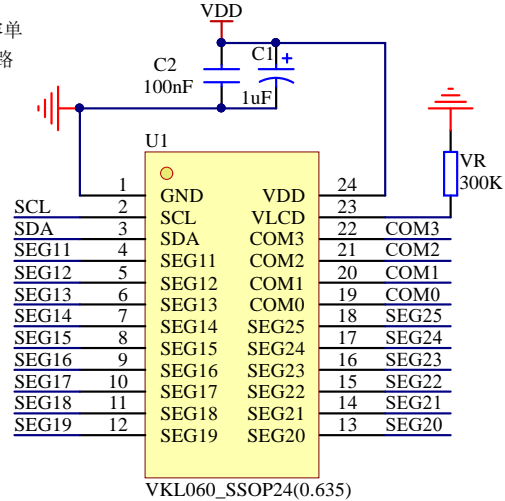 单
路
VDD
C2
100nF
C1
+
1uF
VR
300K
U1
1 GND VDD 24
SCL 2 SCL VLCD 23
SDA 3 SDA COM3 22 COM3
SEG11 4 SEG11 COM2 21 COM2
SEG12 5 SEG12 COM1 20 COM1
SEG13 6 SEG13 COM0 19 COM0
SEG14 7 SEG14 SEG25 18 SEG25
SEG15 8 SEG15 SEG24 17 SEG24
SEG16 9 SEG16 SEG23 16 SEG23
SEG17 10 SEG17 SEG22 15 SEG22
SEG18 11 SEG18 SEG21 14 SEG21
SEG19 12 SEG19 SEG20 13 SEG20
VKL060_SSOP24(0.635)